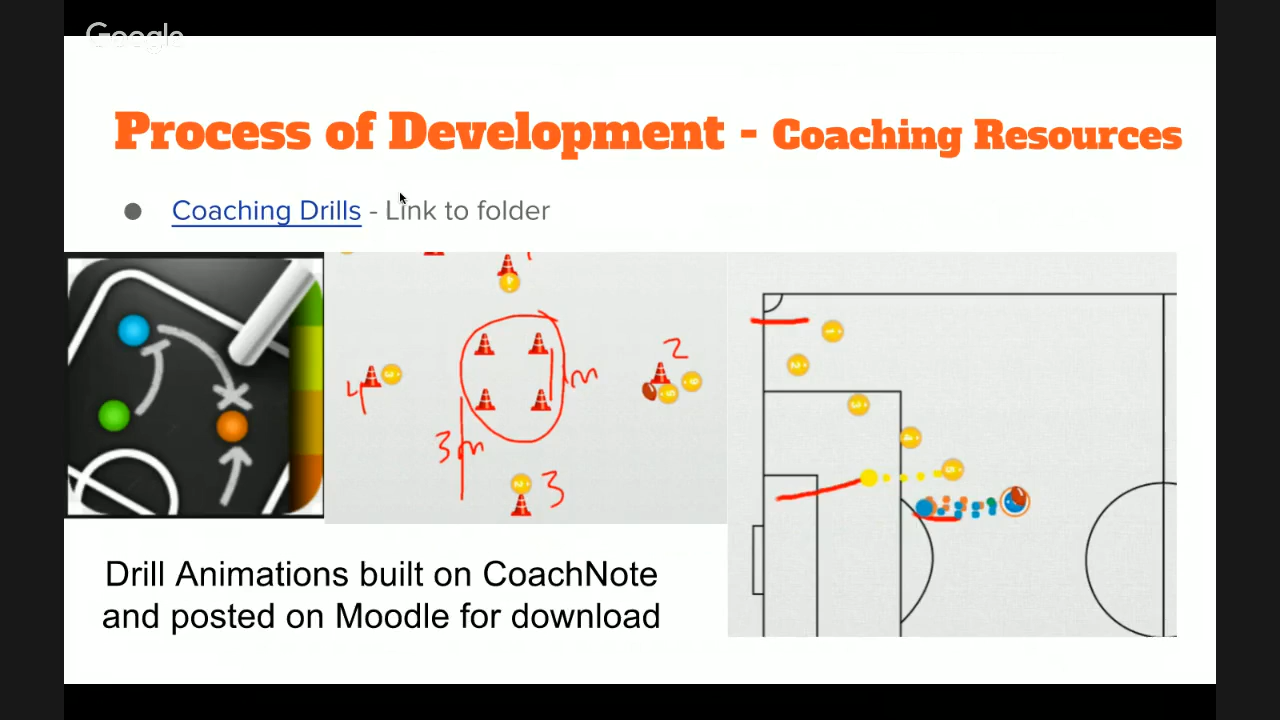 Google
Process of Development - Coaching Resources
● Coaching Drills - Link to folder
2
m
4
3m
3
Drill Animations built on CoachNote
and posted on Moodle for download